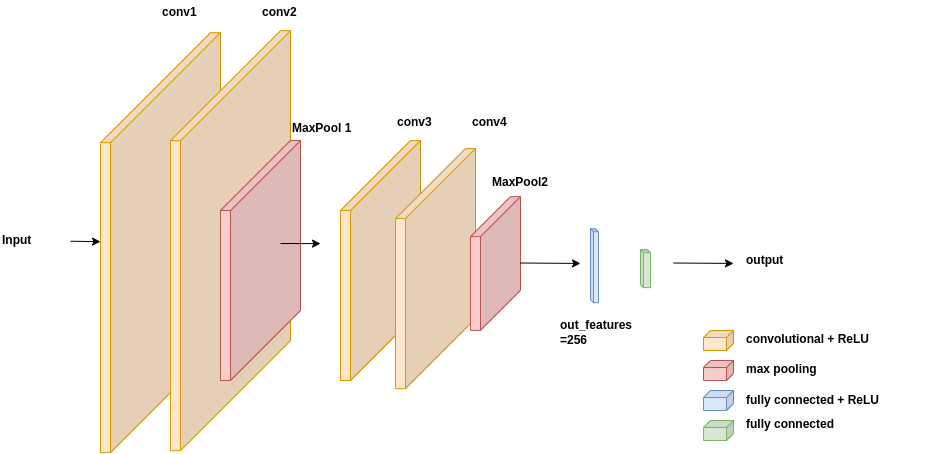 conv1
conv2
MaxPool 1
conv3
conv4
MaxPool2
Input
output
out_features
=256
convolutional + ReLU
max pooling
fully connected + ReLU
fully connected